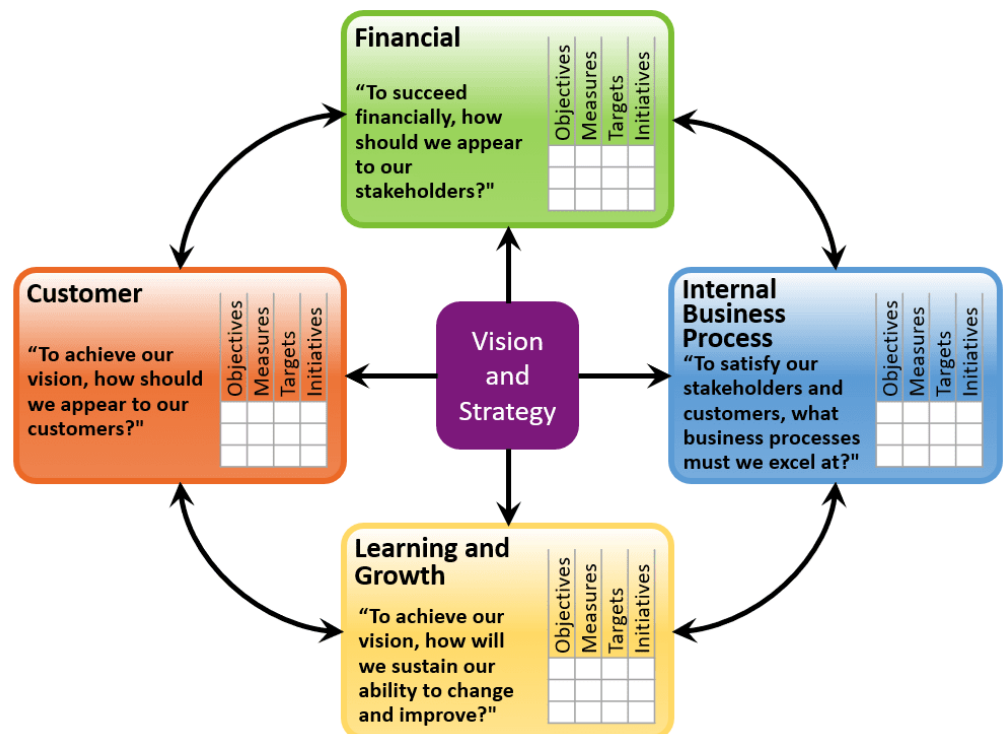 Financial
“To succeed
financially, how
should we appear
to our
stakeholders?"
Objectives
Measures
Targets
Initiatives
Customer
“To achieve our
vision, how should
we appear to our
customers?"
Objectives
Measures
Targets
Initiatives
Vision
and
Strategy
Internal
Business
Process
“To satisfy our
stakeholders and
customers, what
business processes
must we excel at?"
Objectives
Measures
Targets
Initiatives
Learning and
Growth
“To achieve our
vision, how will
we sustain our
ability to change
and improve?"
Objectives
Measures
Targets
Initiatives